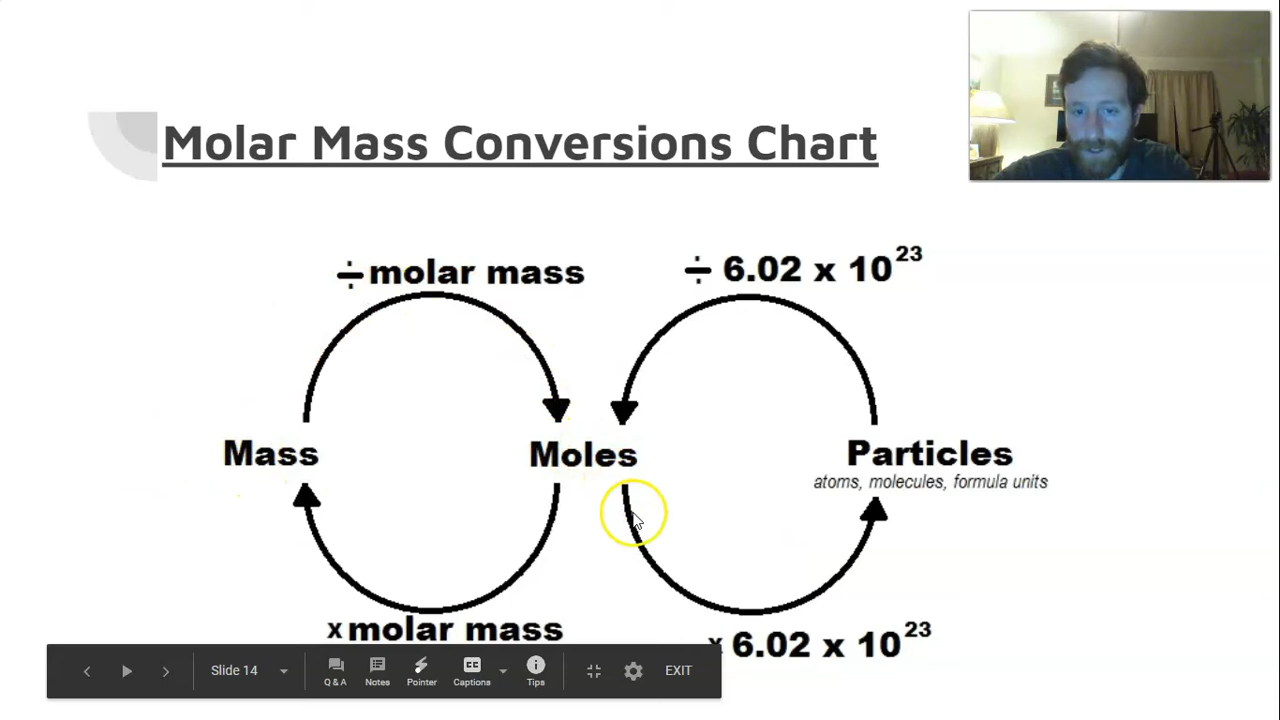 Molar Mass Conversions Chart
÷ molar mass
÷ 6.02 x 10²³
Mass
Moles
Particles
atoms, molecules, formula units
x molar mass
x 6.02 x 10²³
Slide 14
Q & A
Notes
Pointer
Captions
Tips
EXIT